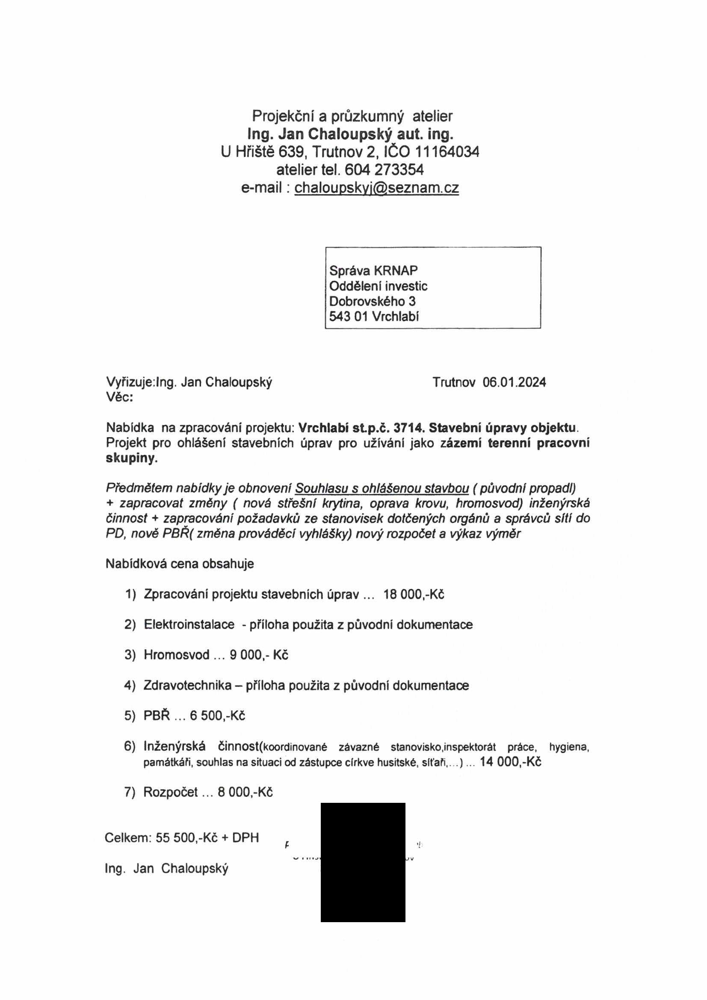 Projekční a průzkumný atelier
Ing. Jan Chaloupský aut. ing.
U Hřiště 639, Trutnov 2, IČO 11164034
atelier tel. 604 273354
e-mail : chaloupskyj@seznam.cz
Správa KRNAP
Oddělení investic
Dobrovského 3
543 01 Vrchlabí
Vyřizuje:Ing. Jan Chaloupský Trutnov 06.01.2024
Věc:
Nabídka na zpracování projektu: Vrchlabí st.p.č. 3714. Stavební úpravy objektu.
Projekt pro ohlášení stavebních úprav pro užívání jako zázemí terenní pracovní
skupiny.
Předmětem nabídky je obnovení Souhlasu s ohlášenou stavbou ( původní propadl)
+ zapracovat změny ( nová střešní krytina, oprava krovu, hromosvod) inženýrská
činnost + zapracování požadavků ze stanovisek dotčených orgánů a správců sítí do
PD, nově PBŘ( změna prováděcí vyhlášky) nový rozpočet a výkaz výměr
Nabídková cena obsahuje
1) Zpracování projektu stavebních úprav ... 18 000,-Kč
2) Elektroinstalace - příloha použita z původní dokumentace
3) Hromosvod ... 9 000,- Kč
4) Zdravotechnika – příloha použita z původní dokumentace
5) PBŘ ... 6 500,-Kč
6) Inženýrská činnost(koordinované závazné stanovisko,inspektorát práce, hygiena,
památkáři, souhlas na situaci od zástupce církve husitské, síťaři,...) ... 14 000,-Kč
7) Rozpočet ... 8 000,-Kč
Celkem: 55 500,-Kč + DPH
Ing. Jan Chaloupský